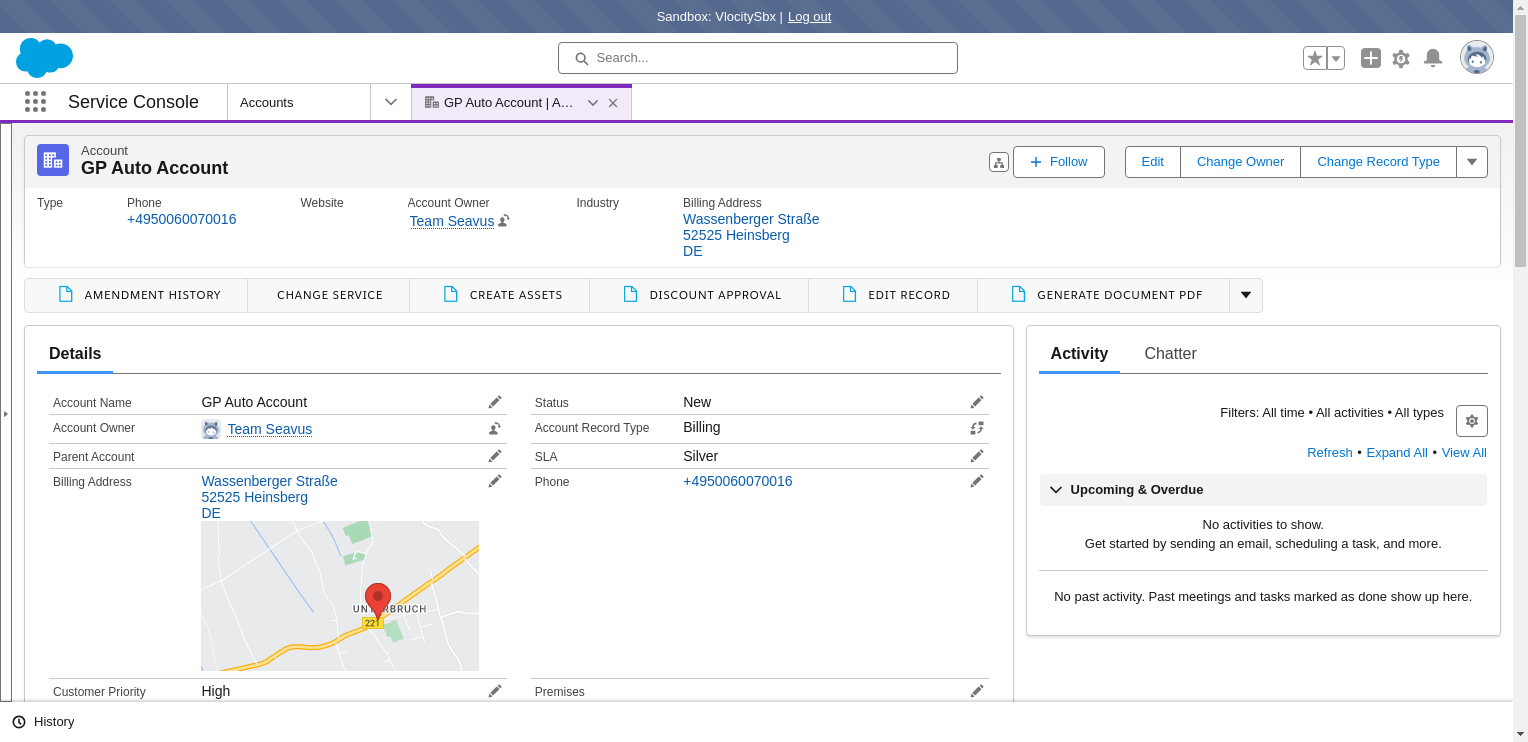 Sandbox: VlocitySbx | Log out
Search...
Service Console
Accounts
GP Auto Account | A...
Account
GP Auto Account
Follow
Edit
Change Owner
Change Record Type
Type
Phone
Website
Account Owner
Industry
Billing Address
+4950060070016
Team Seavus
Wassenberger Straße
52525 Heinsberg
DE
AMENDMENT HISTORY
CHANGE SERVICE
CREATE ASSETS
DISCOUNT APPROVAL
EDIT RECORD
GENERATE DOCUMENT PDF
Details
Account Name
GP Auto Account
Status
New
Account Owner
Team Seavus
Account Record Type
Billing
Parent Account
SLA
Silver
Billing Address
Wassenberger Straße
52525 Heinsberg
DE
Phone
+4950060070016
221
Customer Priority
High
Premises
Activity
Chatter
Filters: All time • All activities • All types
Refresh • Expand All • View All
Upcoming & Overdue
No activities to show.
Get started by sending an email, scheduling a task, and more.
No past activity. Past meetings and tasks marked as done show up here.
History